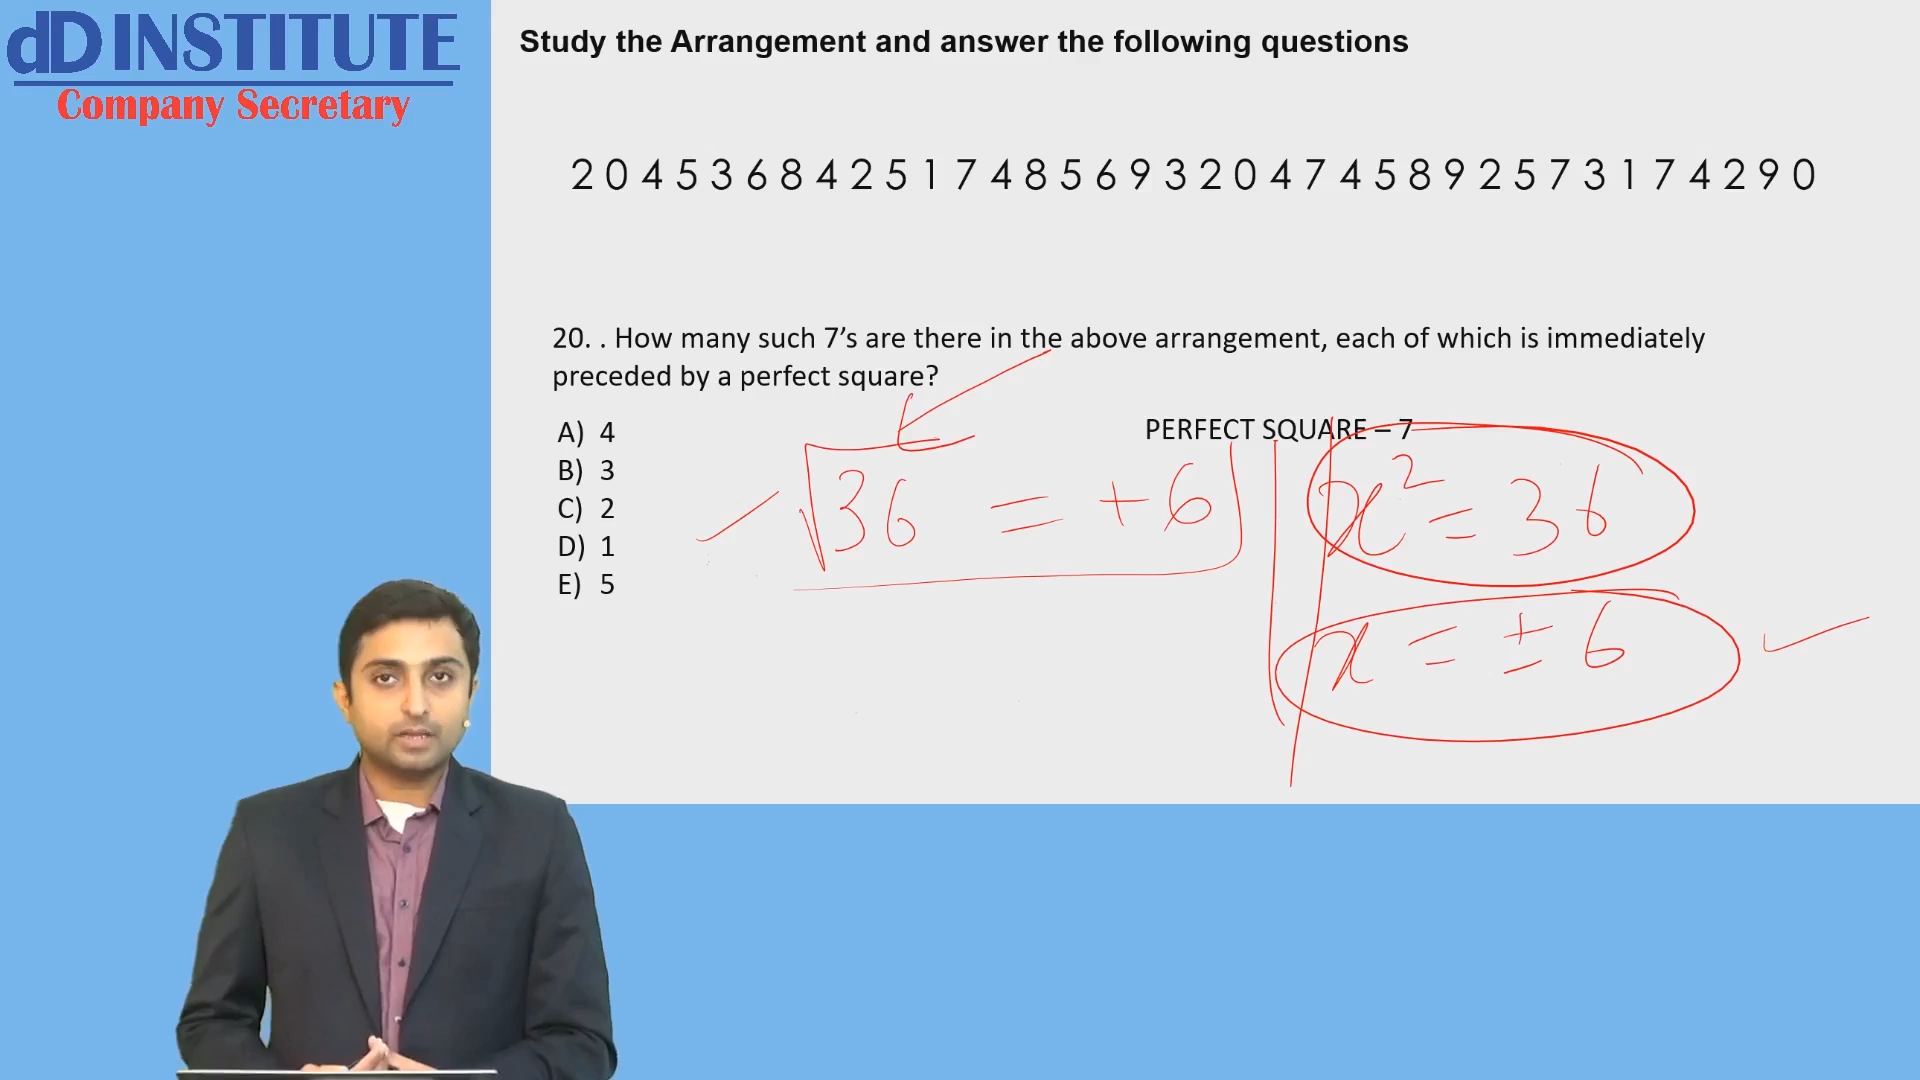 dD INSTITUTE
Company Secretary
Study the Arrangement and answer the following questions
2 0 4 5 3 6 8 4 2 5 1 7 4 8 5 6 9 3 2 0 4 7 4 5 8 9 2 5 7 3 1 7 4 2 9 0
20. . How many such 7’s are there in the above arrangement, each of which is immediately
preceded by a perfect square?
A) 4
B) 3
C) 2
D) 1
E) 5
PERFECT SQUARE – 7
√36 = +6
x² = 36
x = ±6